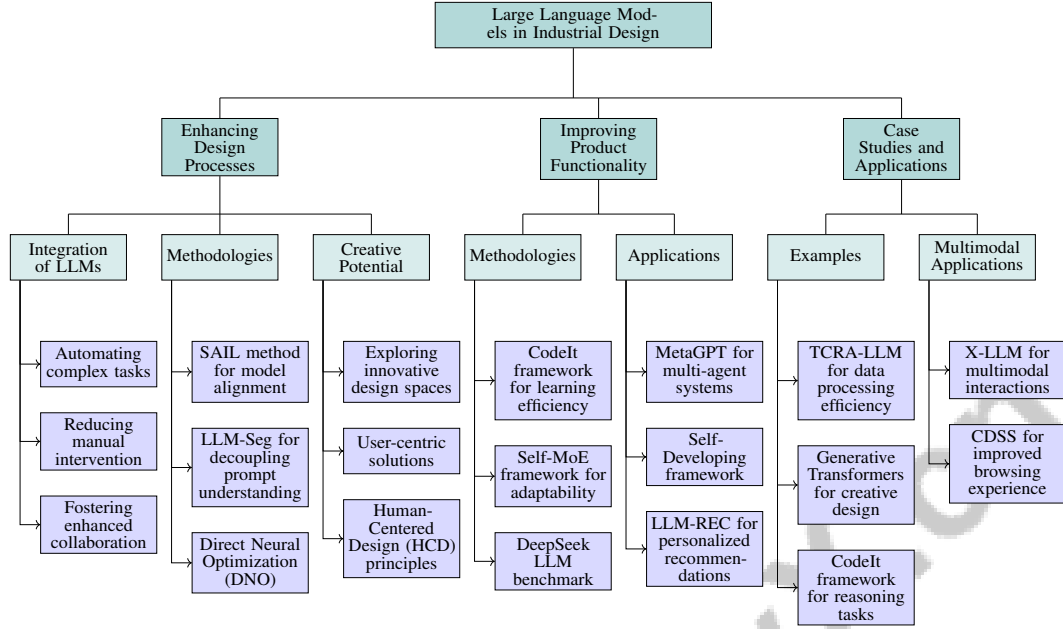 Large Language Mod-
els in Industrial Design
Enhancing
Design
Processes
Improving
Product
Functionality
Case
Studies and
Applications
Integration
of LLMs
Methodologies
Creative
Potential
Methodologies
Applications
Examples
Multimodal
Applications
Automating
complex tasks
Reducing
manual
intervention
Fostering
enhanced
collaboration
SAIL method
for model
alignment
LLM-Seg for
decoupling
prompt
understanding
Direct Neural
Optimization
(DNO)
Exploring
innovative
design spaces
User-centric
solutions
Human-
Centered
Design (HCD)
principles
CodeIt
framework
for learning
efficiency
Self-MoE
framework for
adaptability
DeepSeek
LLM
benchmark
MetaGPT for
multi-agent
systems
Self-
Developing
framework
LLM-REC for
personalized
recommen-
dations
TCRA-LLM
for data
processing
efficiency
Generative
Transformers
for creative
design
CodeIt
framework
for reasoning
tasks
X-LLM for
multimodal
interactions
CDSS for
improved
browsing
experience